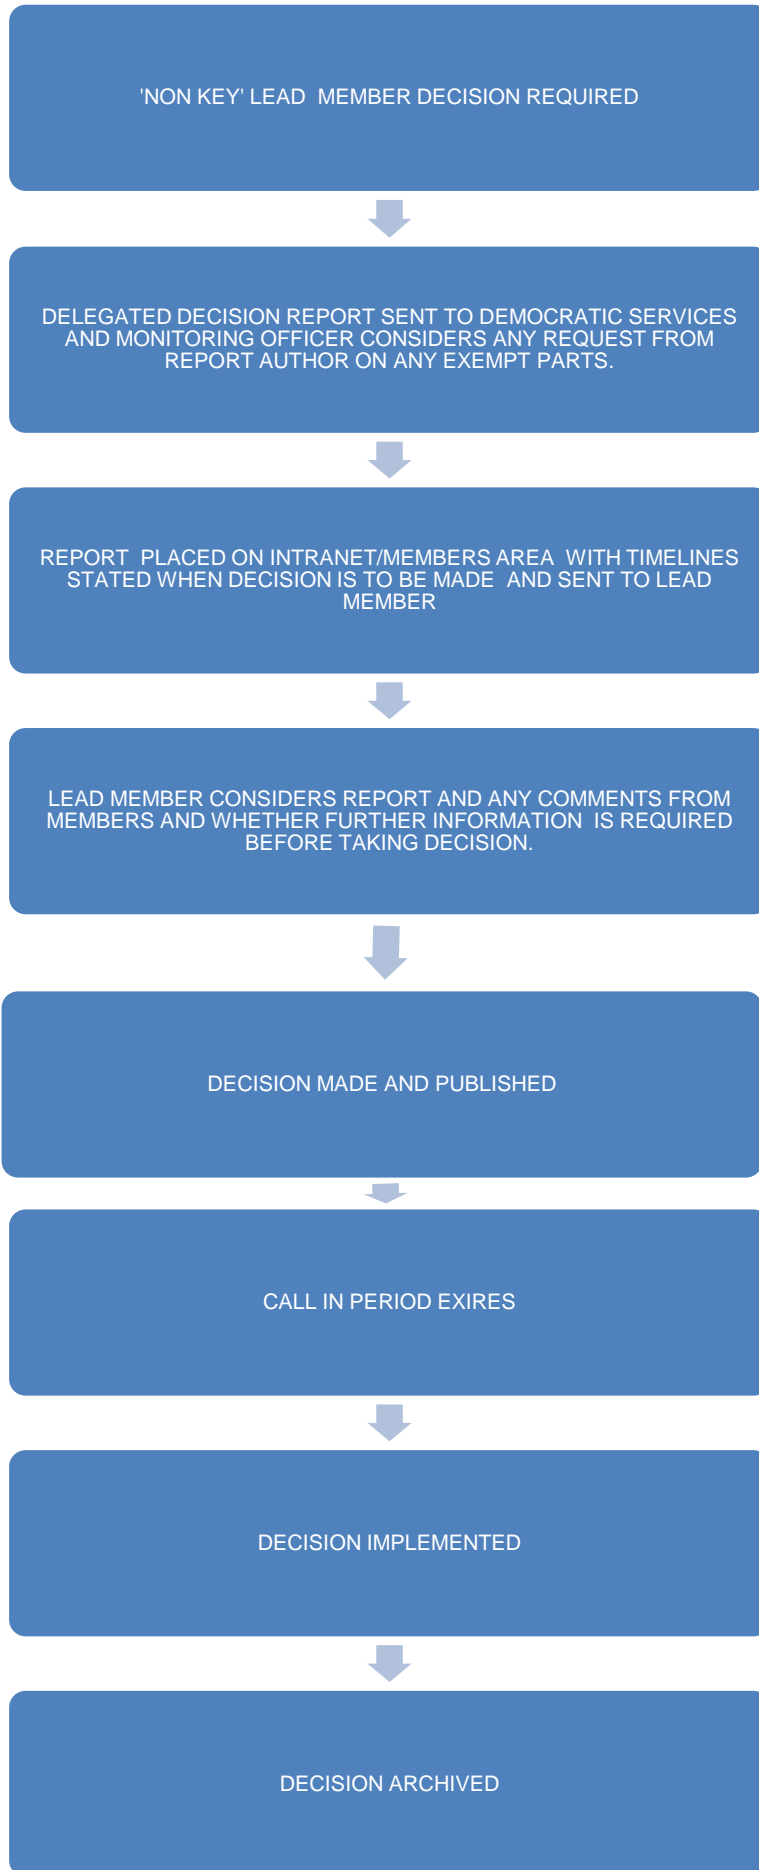 'NON KEY' LEAD  MEMBER DECISION REQUIRED
DELEGATED DECISION REPORT SENT TO DEMOCRATIC SERVICES
AND MONITORING OFFICER CONSIDERS ANY REQUEST FROM
REPORT AUTHOR ON ANY EXEMPT PARTS.
REPORT  PLACED ON INTRANET/MEMBERS AREA  WITH TIMELINES
STATED WHEN DECISION IS TO BE MADE  AND SENT TO LEAD
MEMBER
LEAD MEMBER CONSIDERS REPORT AND ANY COMMENTS FROM
MEMBERS AND WHETHER FURTHER INFORMATION  IS REQUIRED
BEFORE TAKING DECISION.
DECISION MADE AND PUBLISHED
CALL IN PERIOD EXIRES
DECISION IMPLEMENTED
DECISION ARCHIVED